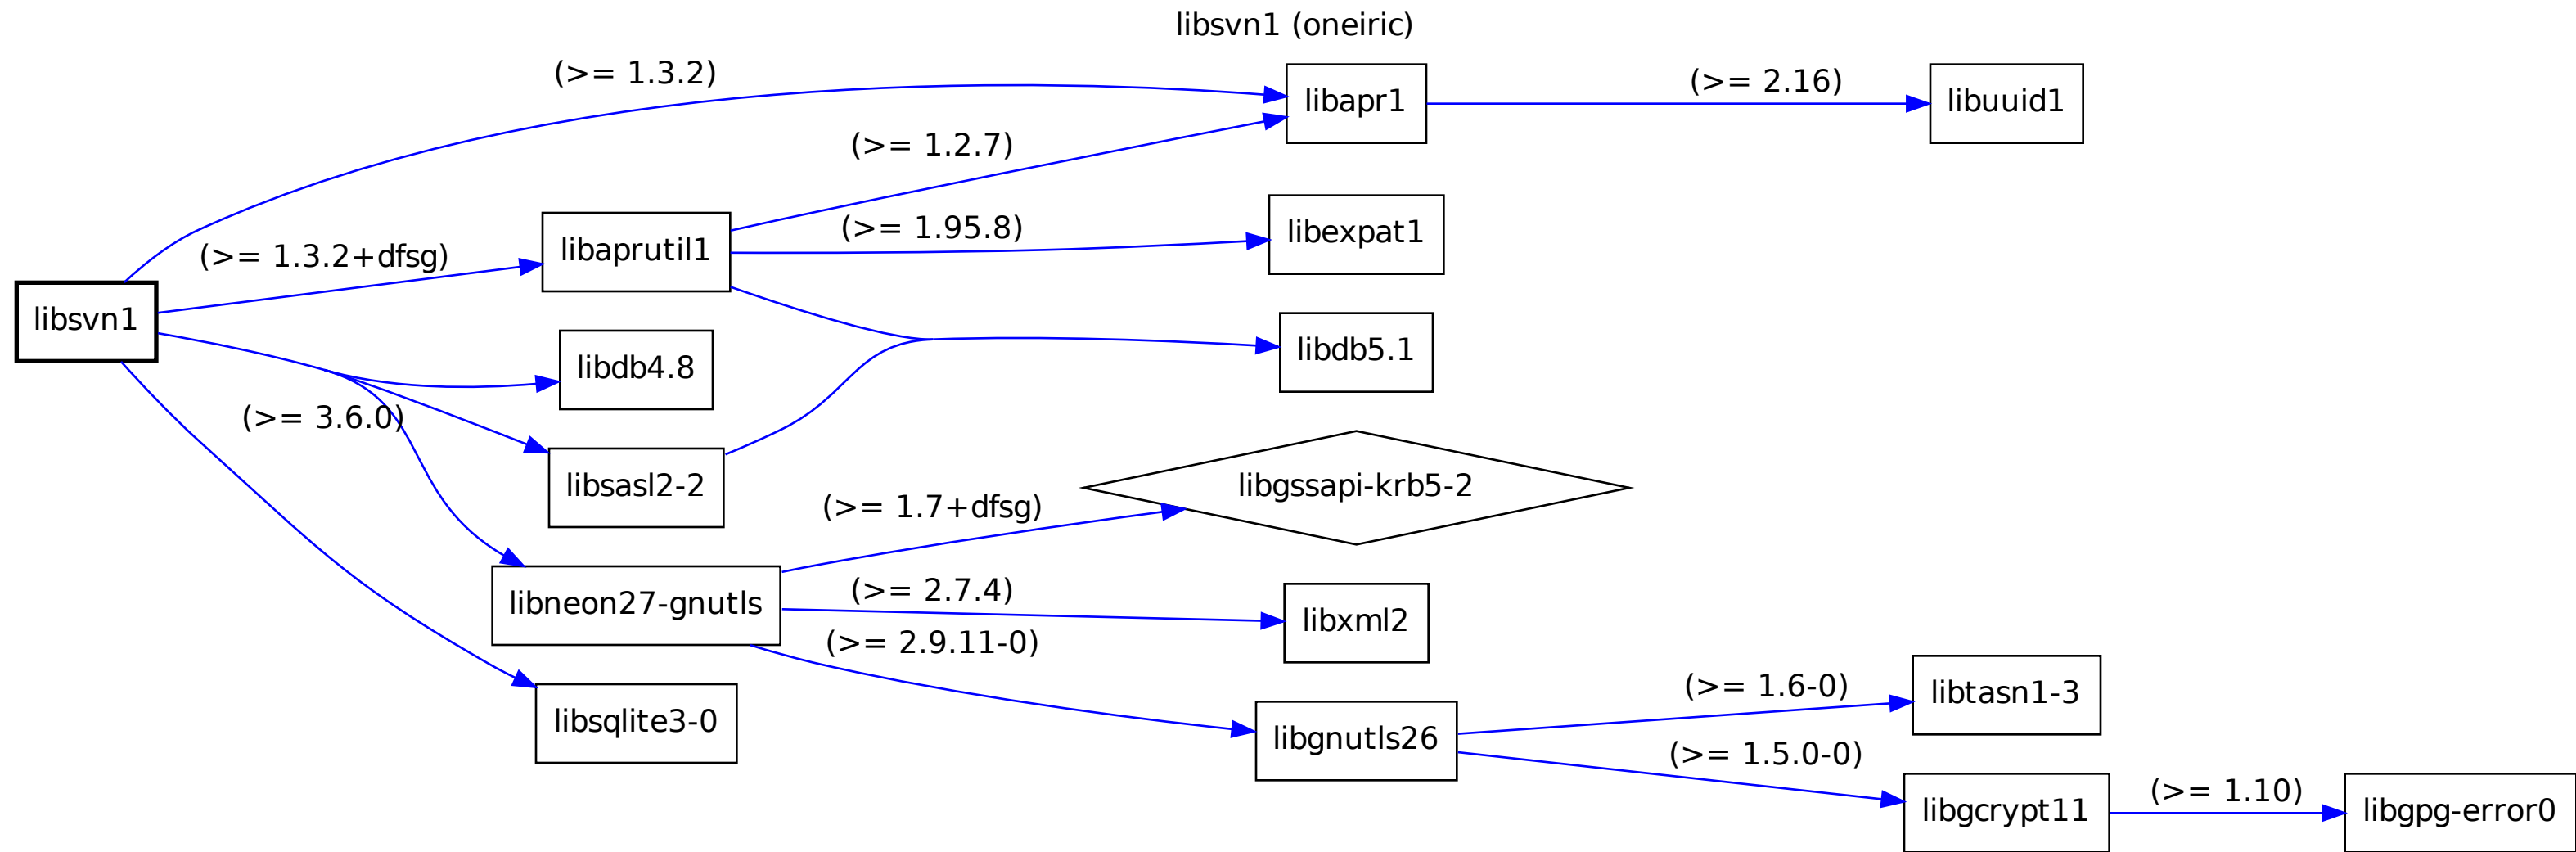 libsvn1 (oneiric)
(>= 1.3.2)
libapr1
(>= 2.16)
libuuid1
(>= 1.2.7)
(>= 1.3.2+dfsg)
libaprutil1
(>= 1.95.8)
libexpat1
libsvn1
libdb4.8
libdb5.1
(>= 3.6.0)
libsasl2-2
(>= 1.7+dfsg)
libgssapi-krb5-2
libneon27-gnutls
(>= 2.7.4)
libxml2
(>= 2.9.11-0)
libsqlite3-0
libgnutls26
(>= 1.6-0)
libtasn1-3
(>= 1.5.0-0)
libgcrypt11
(>= 1.10)
libgpg-error0